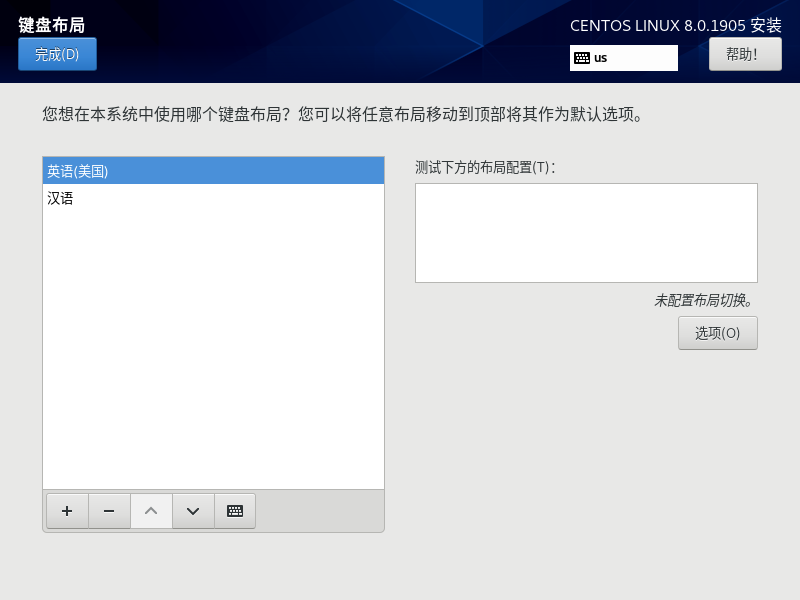 键盘布局
CENTOS LINUX 8.0.1905 安装
完成(D)
us
帮助！
您想在本系统中使用哪个键盘布局？您可以将任意布局移动到顶部将其作为默认选项。
英语(美国)
汉语
测试下方的布局配置(T)：
未配置布局切换。
选项(O)